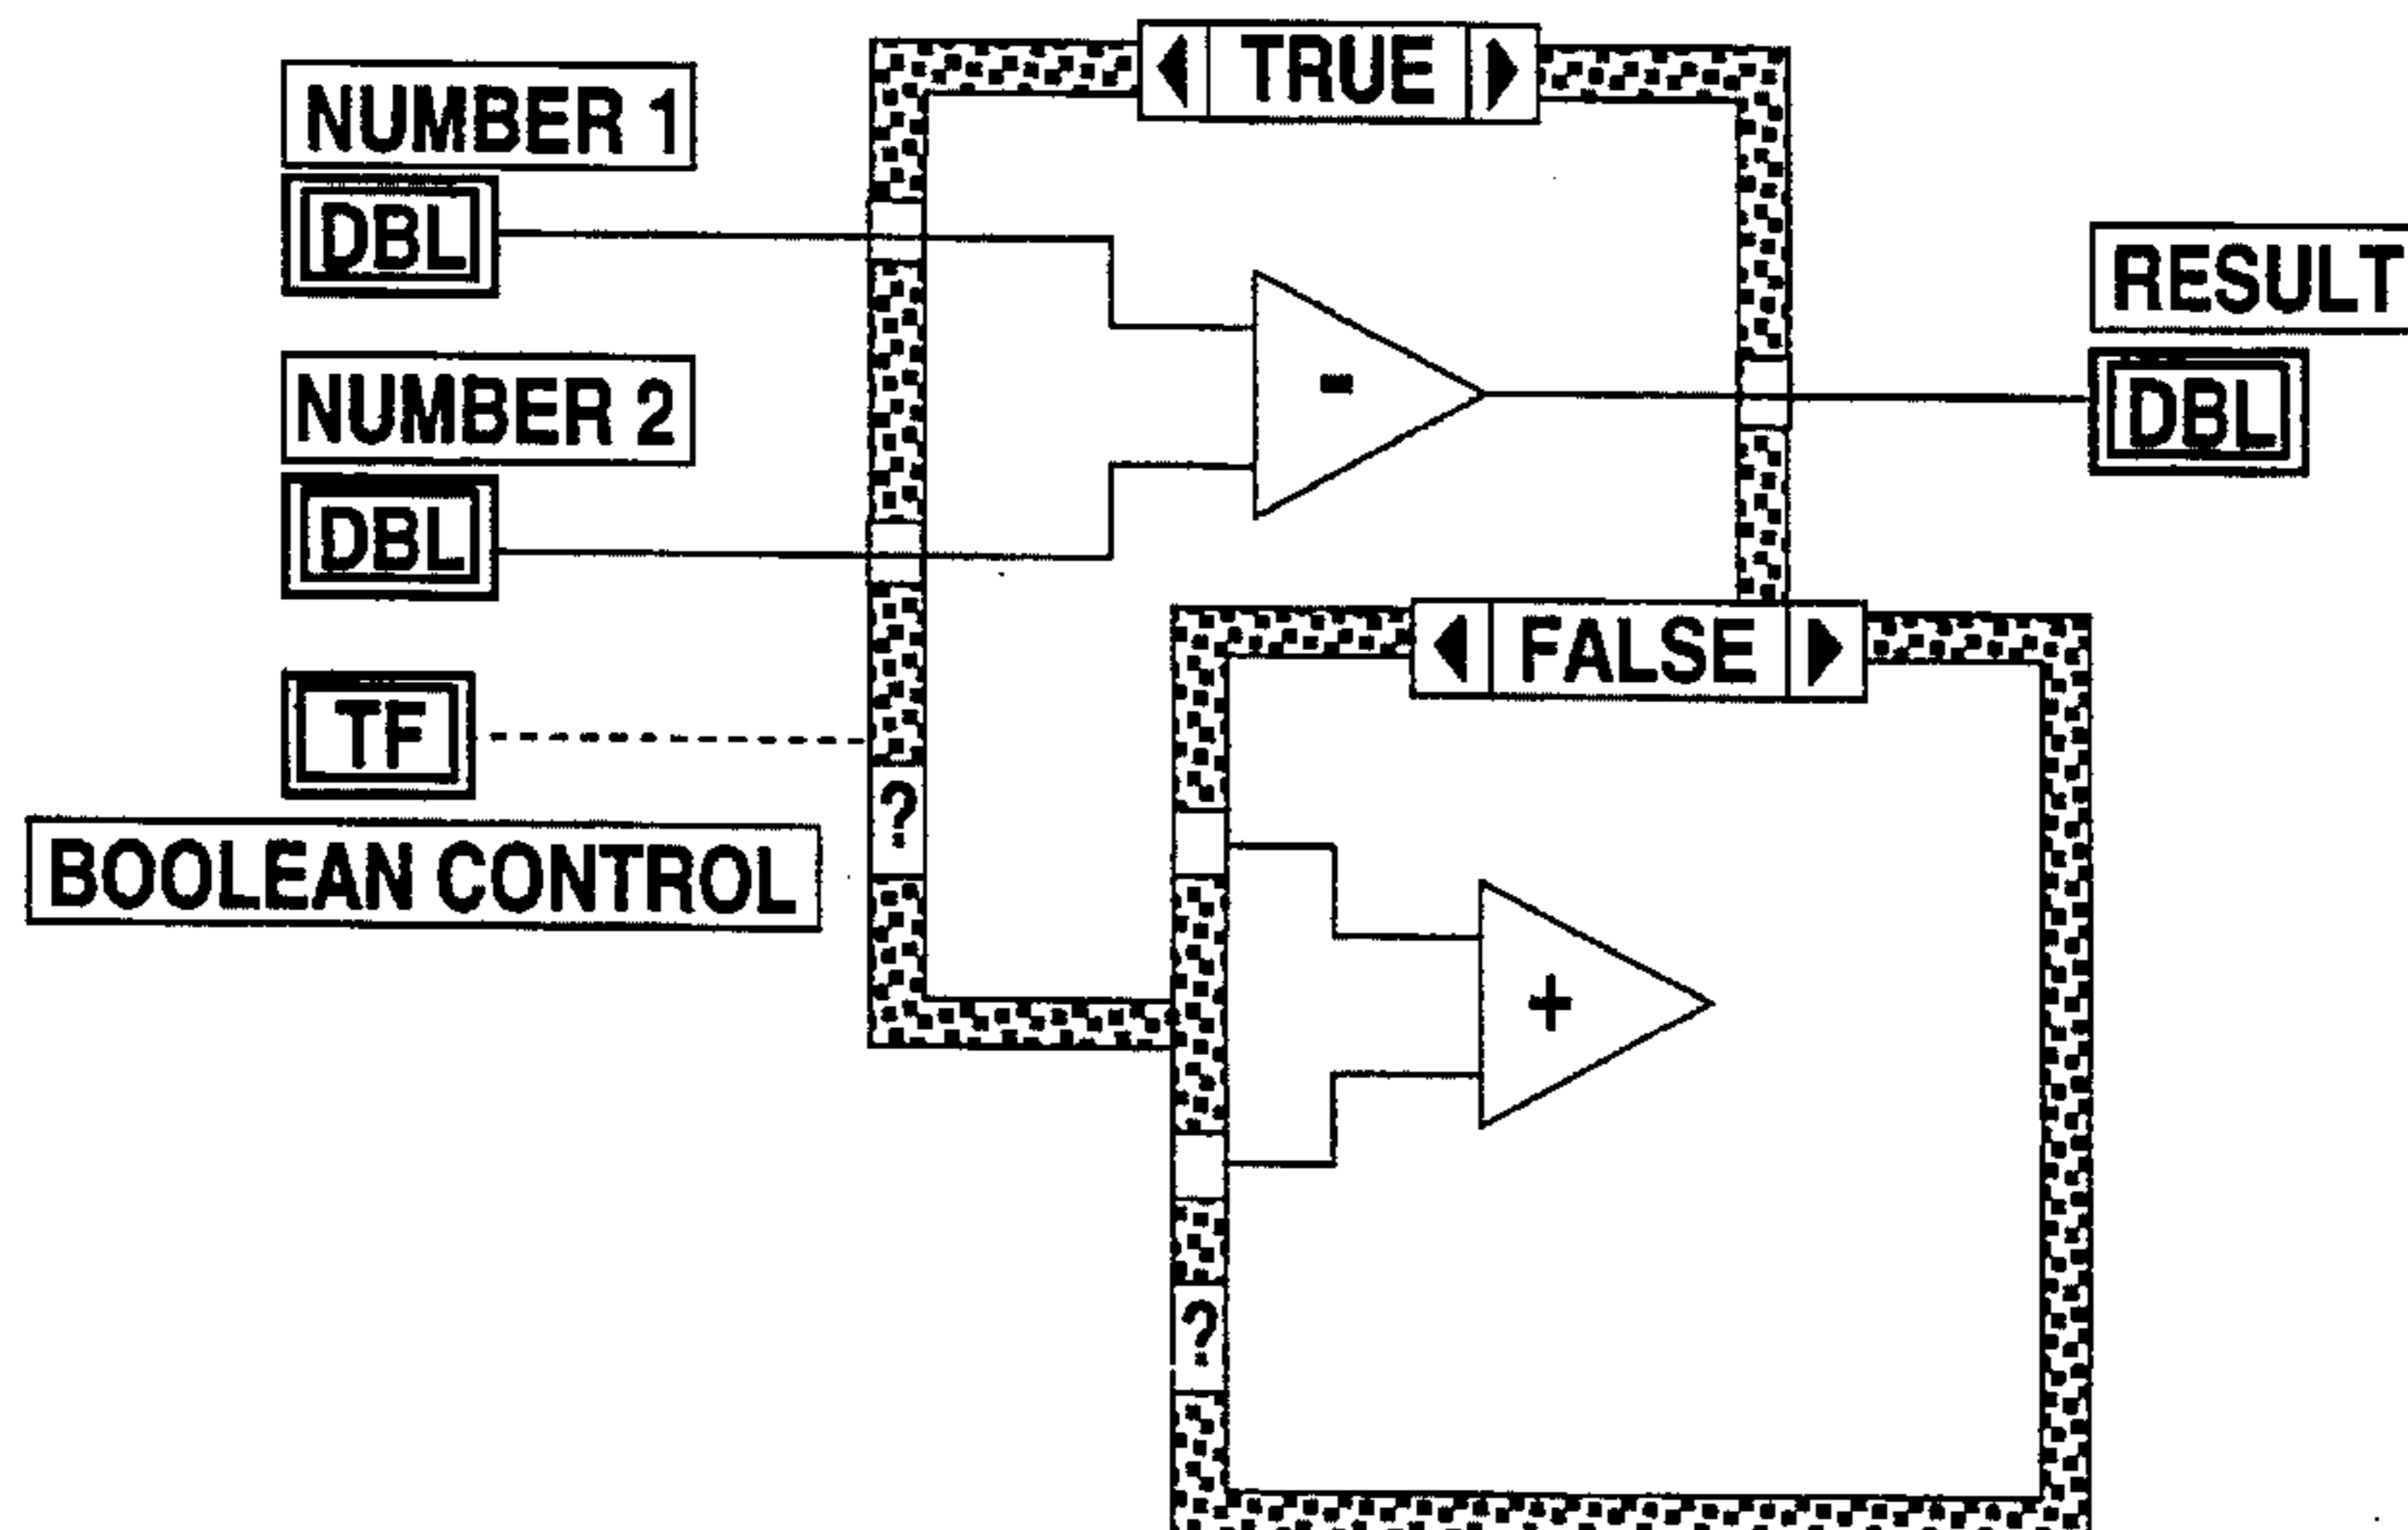 TRUE
NUMBER 1
DBL
RESULT
NUMBER 2
DBL
-
DBL
FALSE
TF
?
BOOLEAN CONTROL
+
?